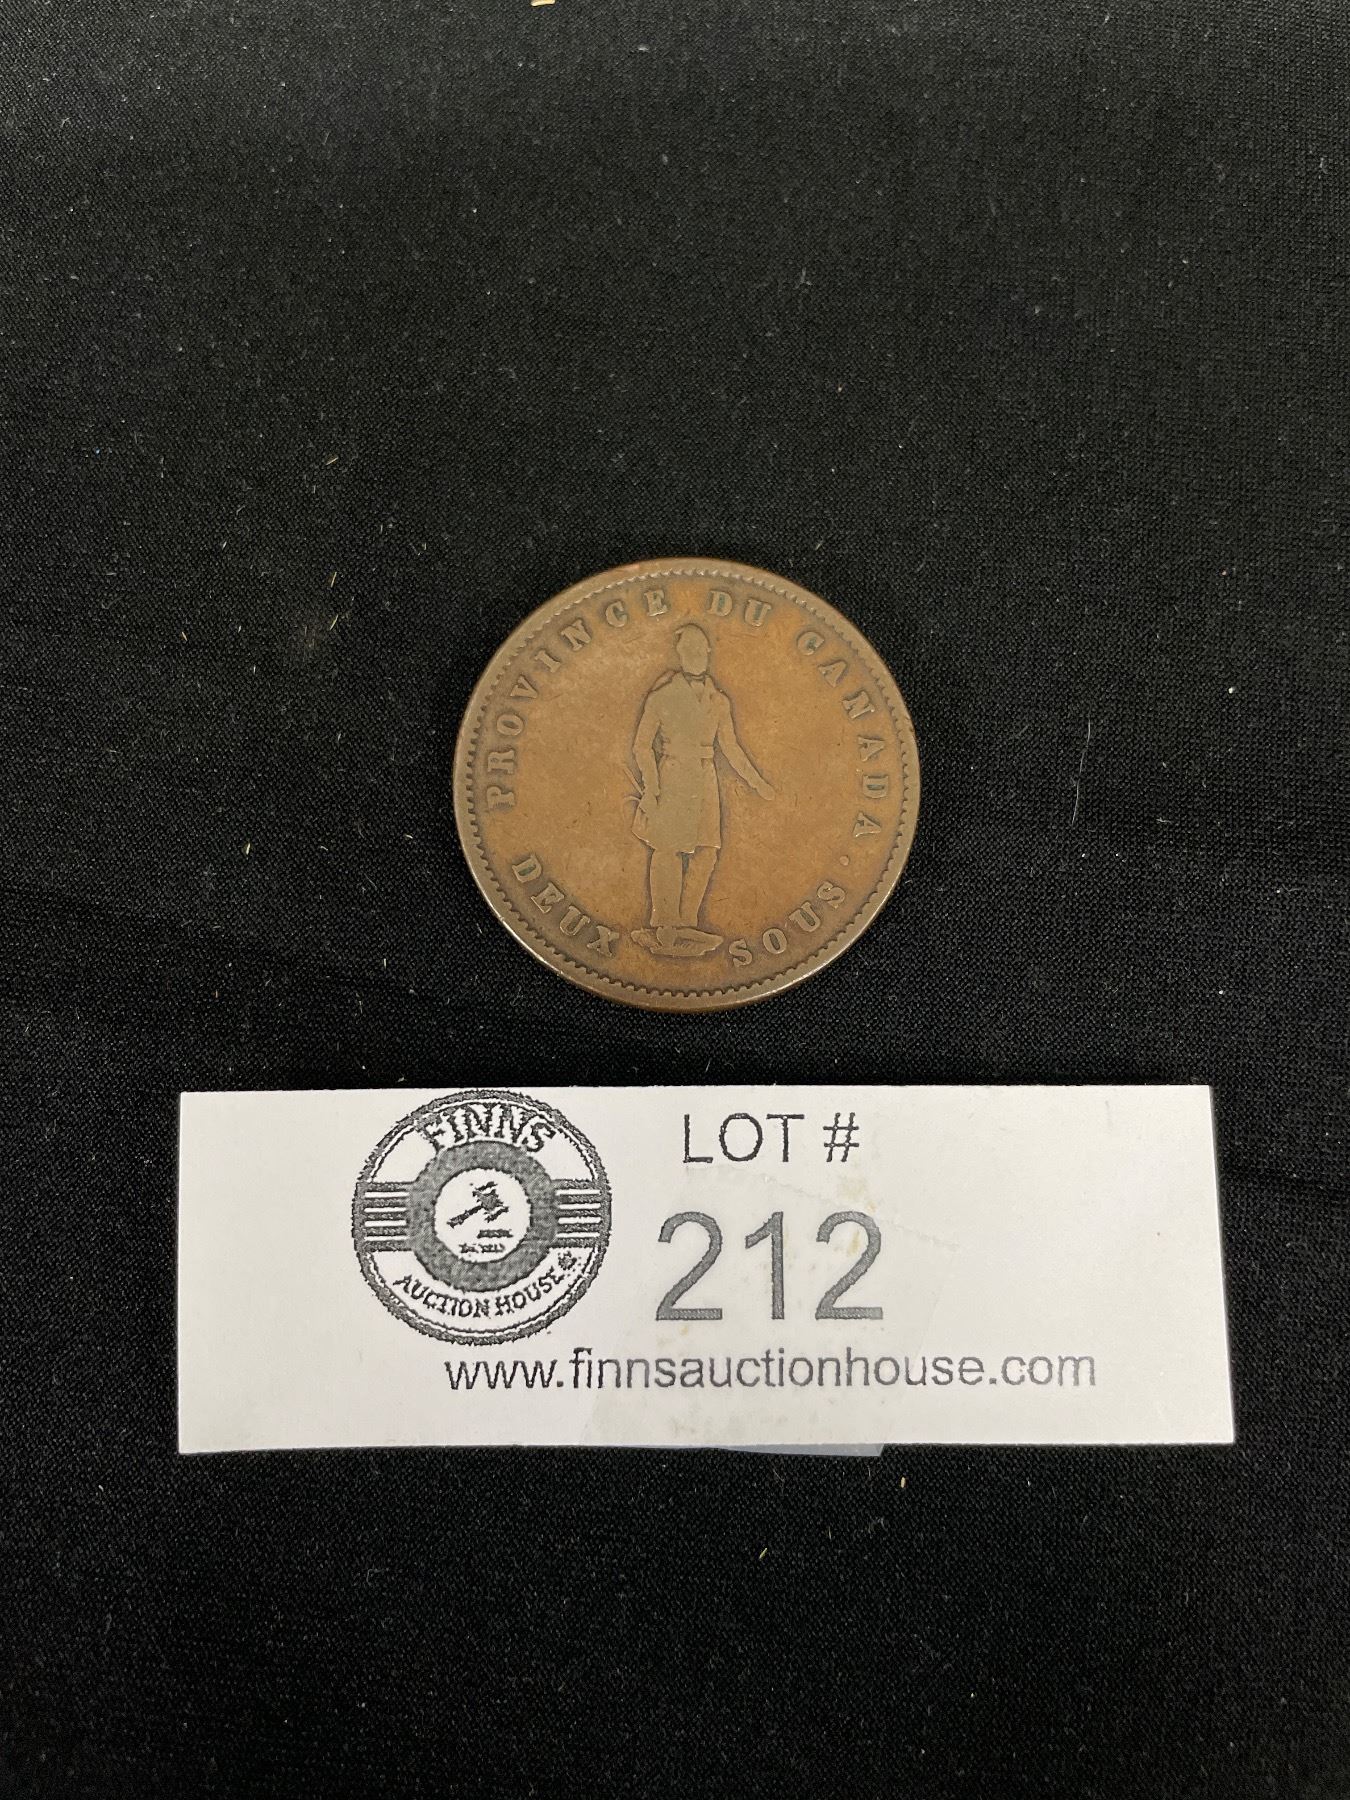 PROVINCE DU CANADA ·
DEUX SOUS
FINNS
AUCTION HOUSE
LOT #
212
www.finnsauctionhouse.com